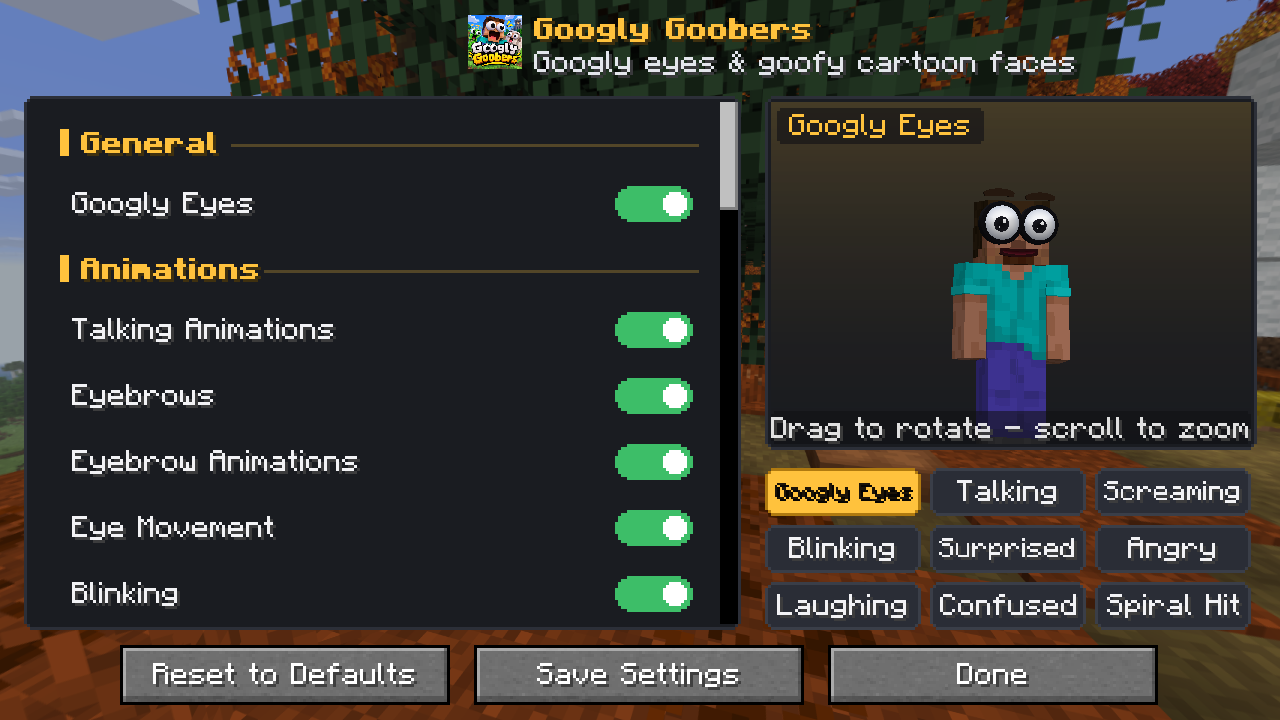 Googly Goobers
Googly Goobers
Googly eyes & goofy cartoon faces
General
Googly Eyes
Animations
Talking Animations
Eyebrows
Eyebrow Animations
Eye Movement
Blinking
Googly Eyes
Drag to rotate - scroll to zoom
Googly Eyes
Talking
Screaming
Blinking
Surprised
Angry
Laughing
Confused
Spiral Hit
Reset to Defaults
Save Settings
Done